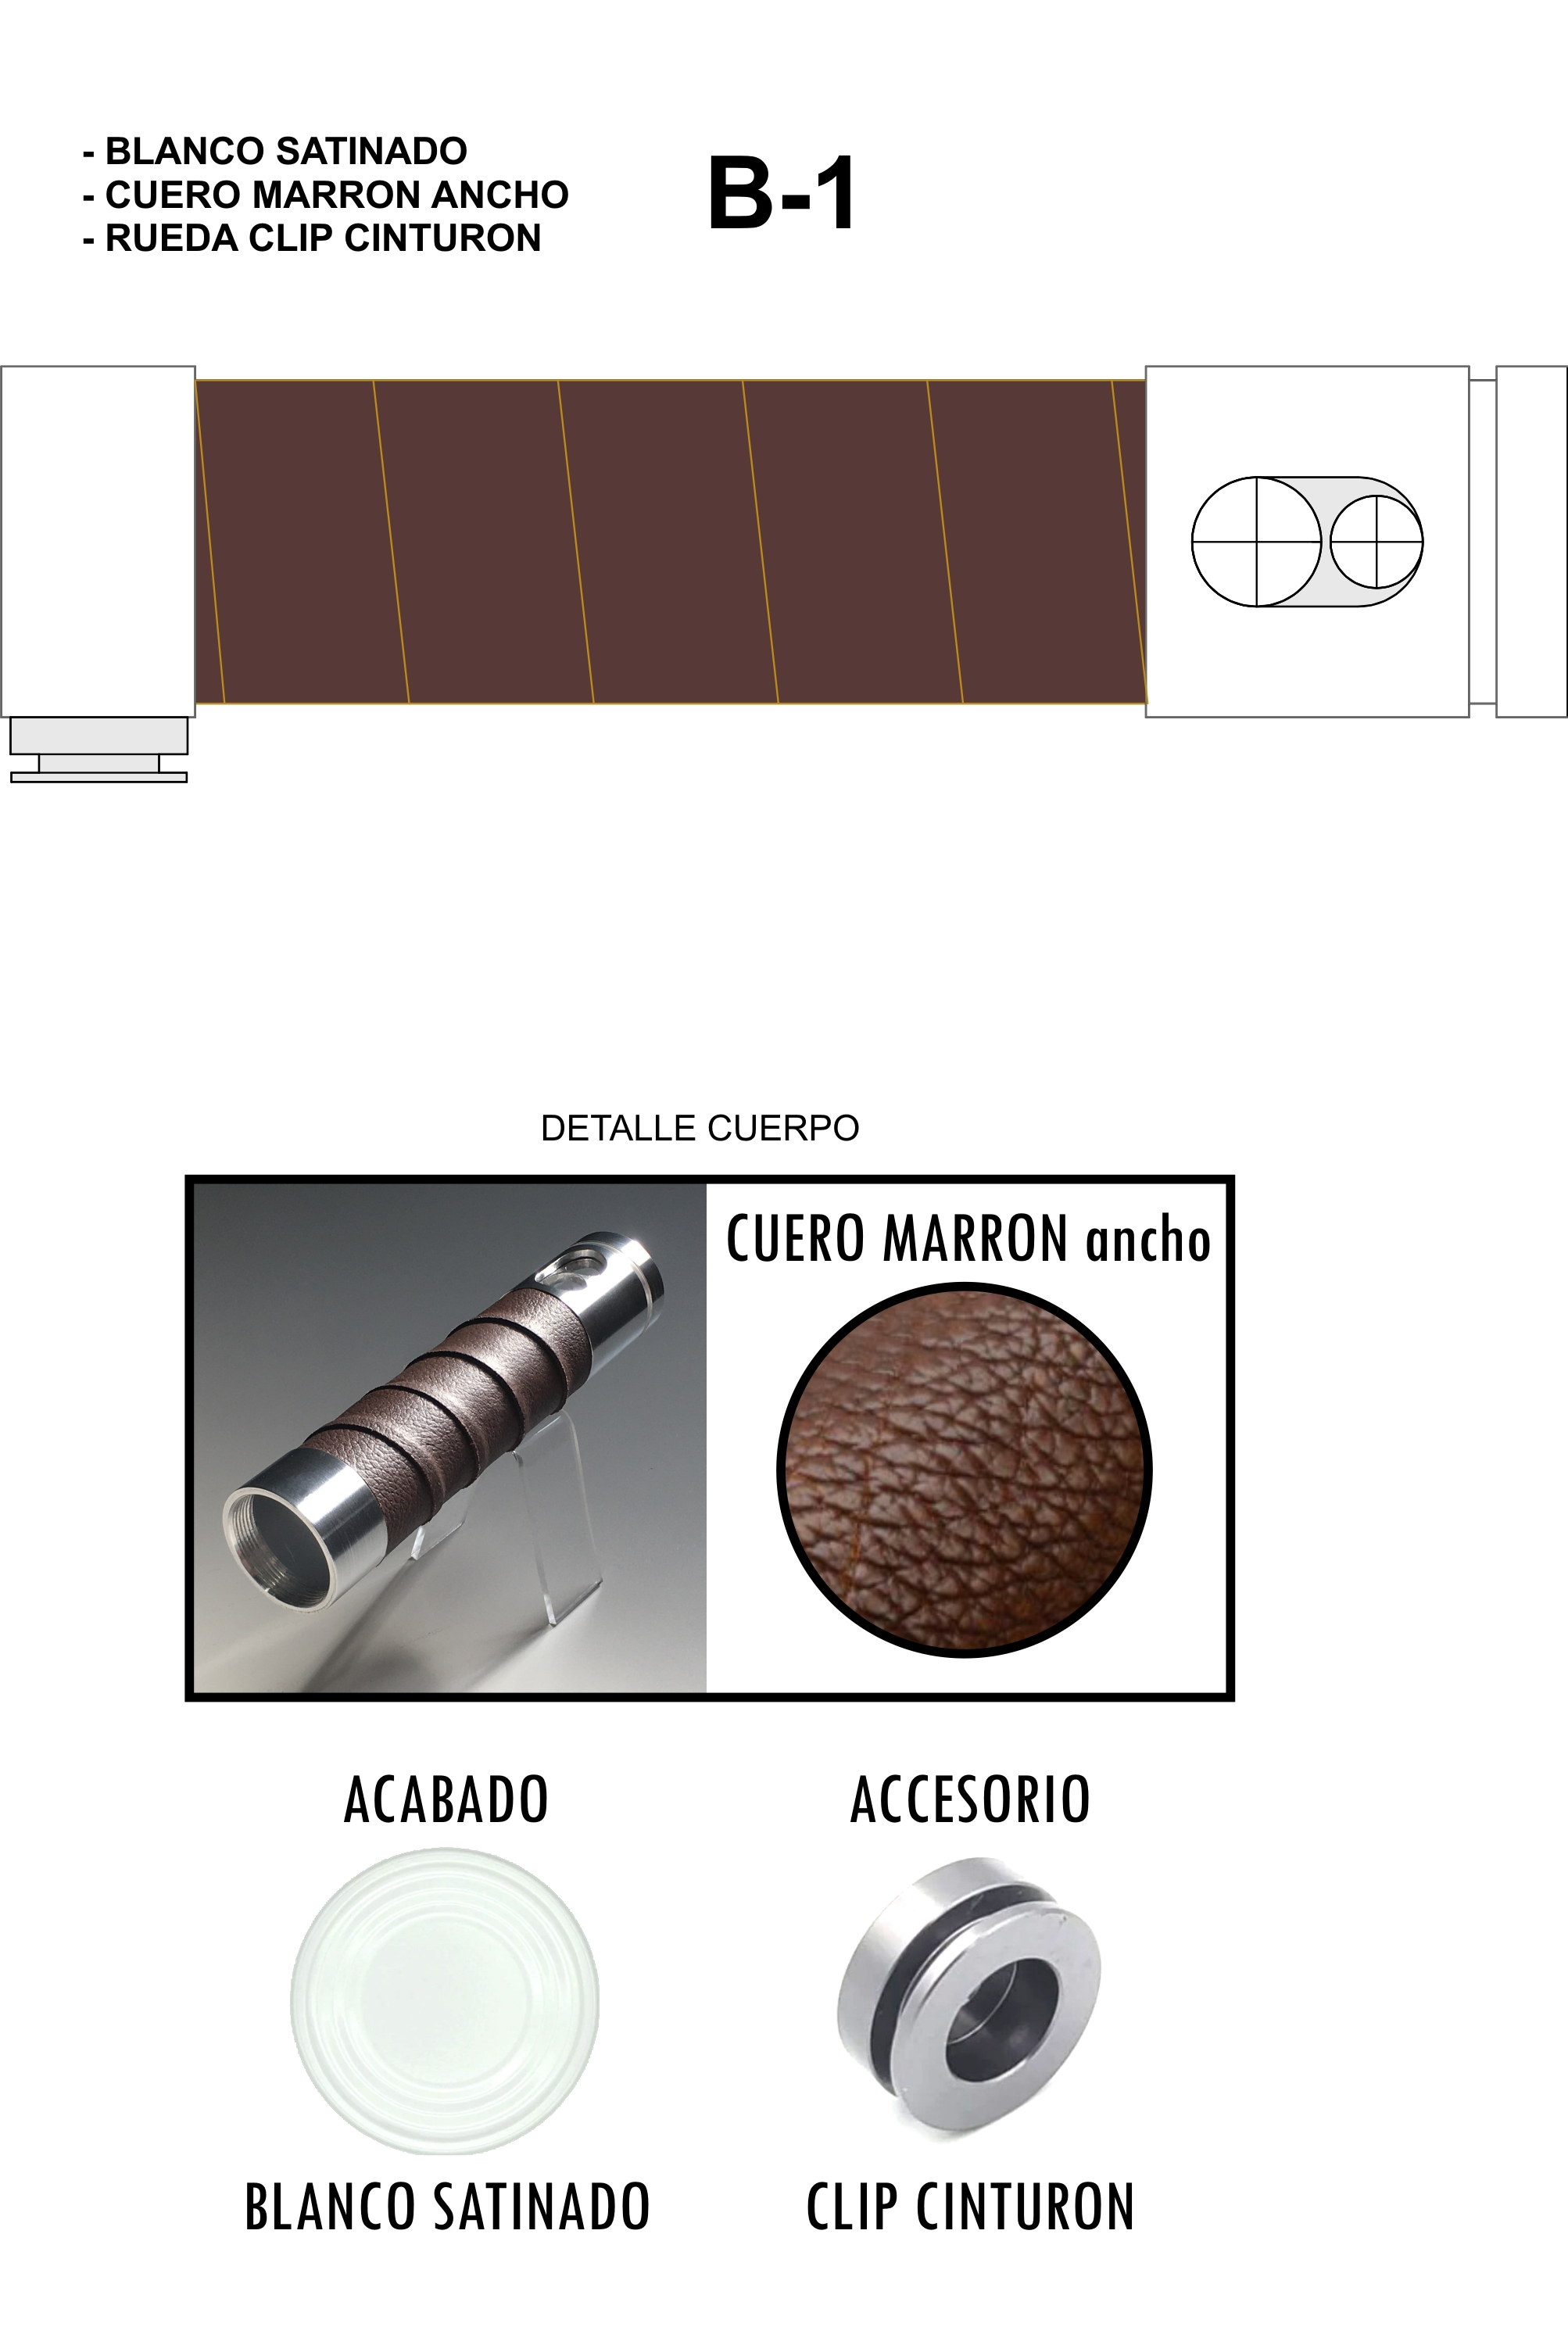 - BLANCO SATINADO
- CUERO MARRON ANCHO
- RUEDA CLIP CINTURON
B-1
DETALLE CUERPO
CUERO MARRON ancho
ACABADO
ACCESORIO
BLANCO SATINADO
CLIP CINTURON